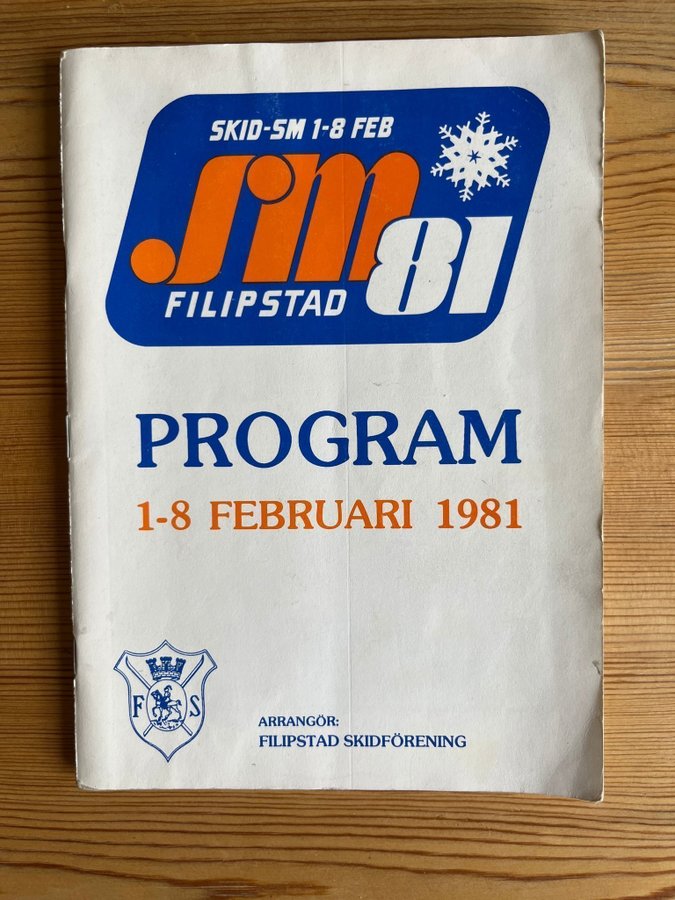 SKID-SM 1-8 FEB
SM 81
FILIPSTAD
PROGRAM
1-8 FEBRUARI 1981
F S
ARRANGÖR:
FILIPSTAD SKIDFÖRENING